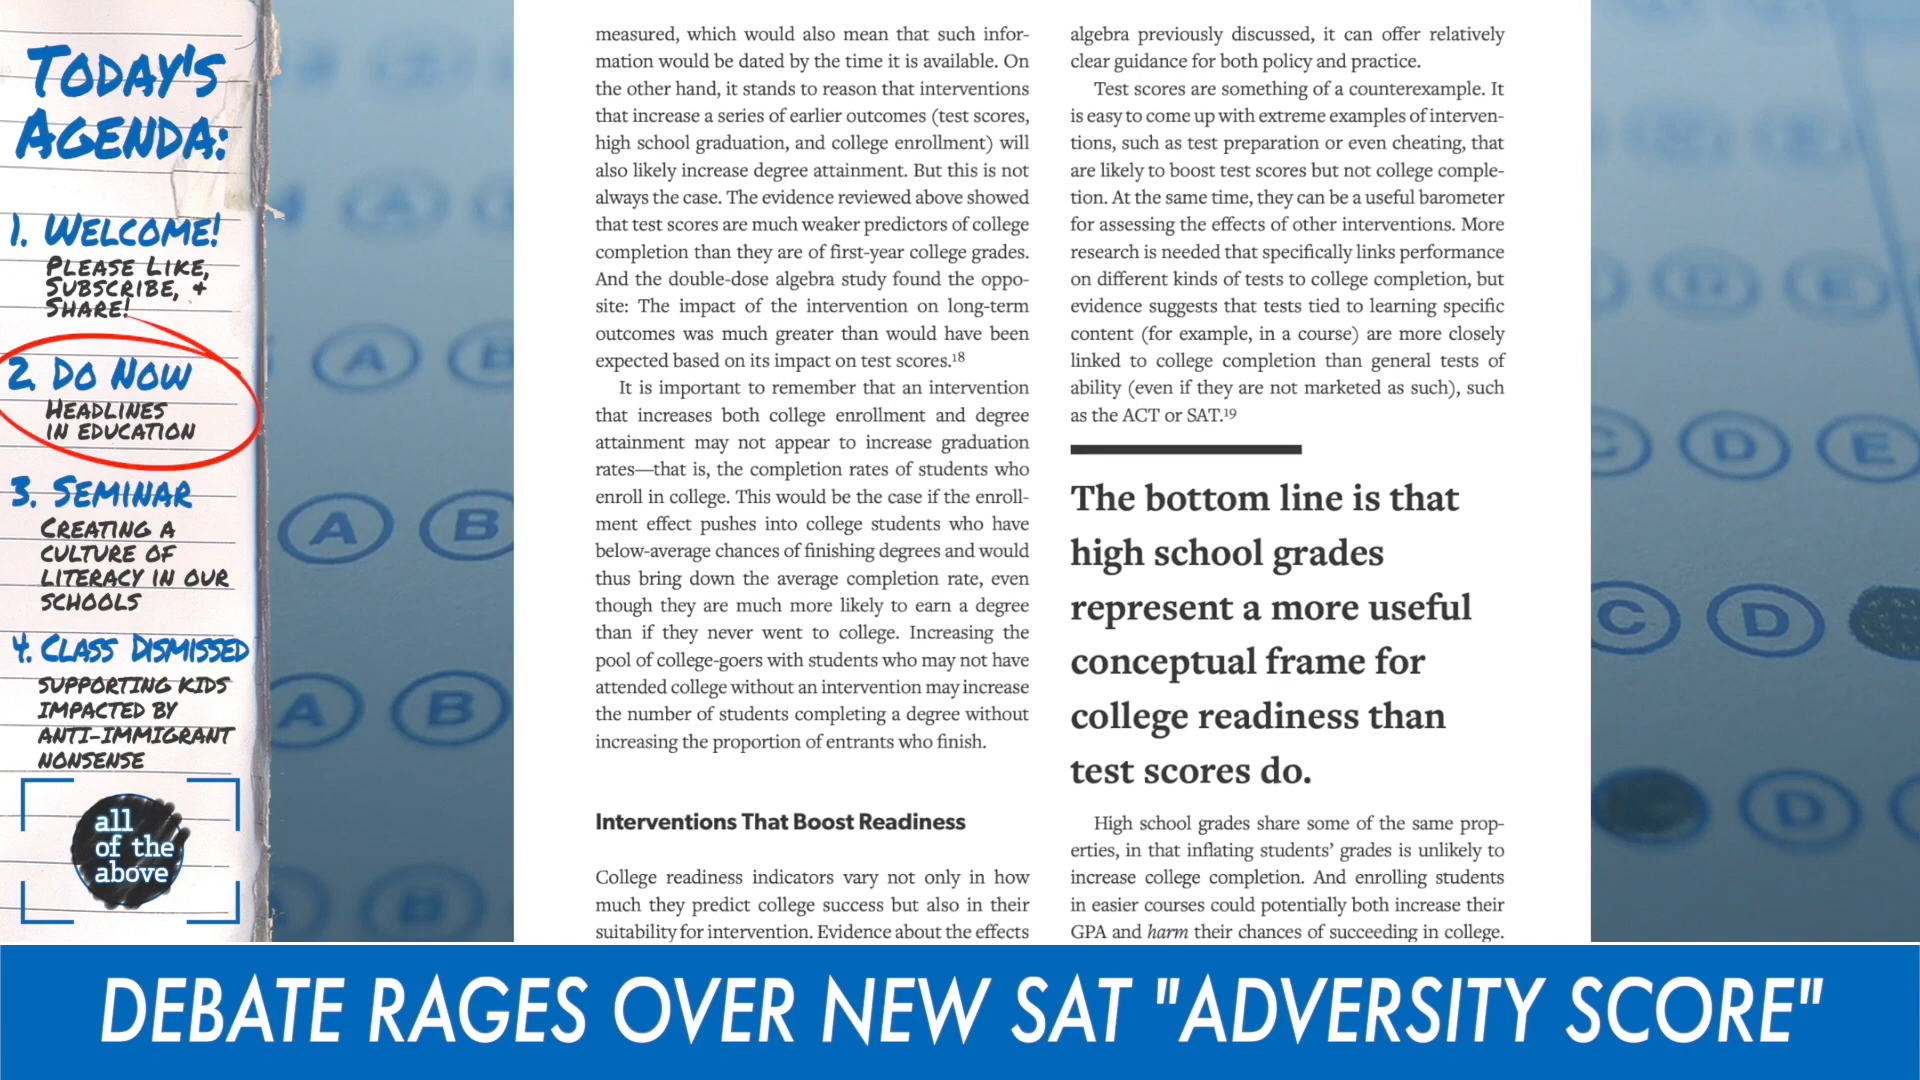 TODAY'S
AGENDA:
1. WELCOME!
PLEASE LIKE,
SUBSCRIBE, +
SHARE!
2. DO NOW
HEADLINES
IN EDUCATION
3. SEMINAR
CREATING A
CULTURE OF
LITERACY IN OUR
SCHOOLS
4. CLASS DISMISSED
SUPPORTING KIDS
IMPACTED BY
ANTI-IMMIGRANT
NONSENSE
all
of the
above
measured, which would also mean that such infor-
mation would be dated by the time it is available. On
the other hand, it stands to reason that interventions
that increase a series of earlier outcomes (test scores,
high school graduation, and college enrollment) will
also likely increase degree attainment. But this is not
always the case. The evidence reviewed above showed
that test scores are much weaker predictors of college
completion than they are of first-year college grades.
And the double-dose algebra study found the oppo-
site: The impact of the intervention on long-term
outcomes was much greater than would have been
expected based on its impact on test scores.18
It is important to remember that an intervention
that increases both college enrollment and degree
attainment may not appear to increase graduation
rates—that is, the completion rates of students who
enroll in college. This would be the case if the enroll-
ment effect pushes into college students who have
below-average chances of finishing degrees and would
thus bring down the average completion rate, even
though they are much more likely to earn a degree
than if they never went to college. Increasing the
pool of college-goers with students who may not have
attended college without an intervention may increase
the number of students completing a degree without
increasing the proportion of entrants who finish.
Interventions That Boost Readiness
College readiness indicators vary not only in how
much they predict college success but also in their
suitability for intervention. Evidence about the effects
algebra previously discussed, it can offer relatively
clear guidance for both policy and practice.
Test scores are something of a counterexample. It
is easy to come up with extreme examples of interven-
tions, such as test preparation or even cheating, that
are likely to boost test scores but not college comple-
tion. At the same time, they can be a useful barometer
for assessing the effects of other interventions. More
research is needed that specifically links performance
on different kinds of tests to college completion, but
evidence suggests that tests tied to learning specific
content (for example, in a course) are more closely
linked to college completion than general tests of
ability (even if they are not marketed as such), such
as the ACT or SAT.19
The bottom line is that
high school grades
represent a more useful
conceptual frame for
college readiness than
test scores do.
High school grades share some of the same prop-
erties, in that inflating students' grades is unlikely to
increase college completion. And enrolling students
in easier courses could potentially both increase their
GPA and harm their chances of succeeding in college.
A B
A B
A B
B
D E
C D E
C D
D
DEBATE RAGES OVER NEW SAT "ADVERSITY SCORE"